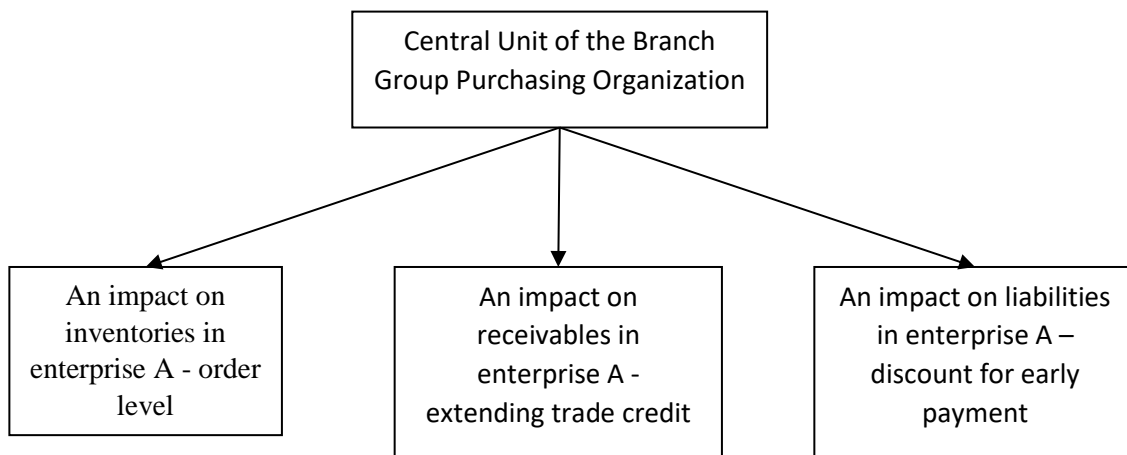 Central Unit of the Branch
Group Purchasing Organization
An impact on
inventories in
enterprise A - order
level
An impact on
receivables in
enterprise A -
extending trade credit
An impact on liabilities
in enterprise A –
discount for early
payment